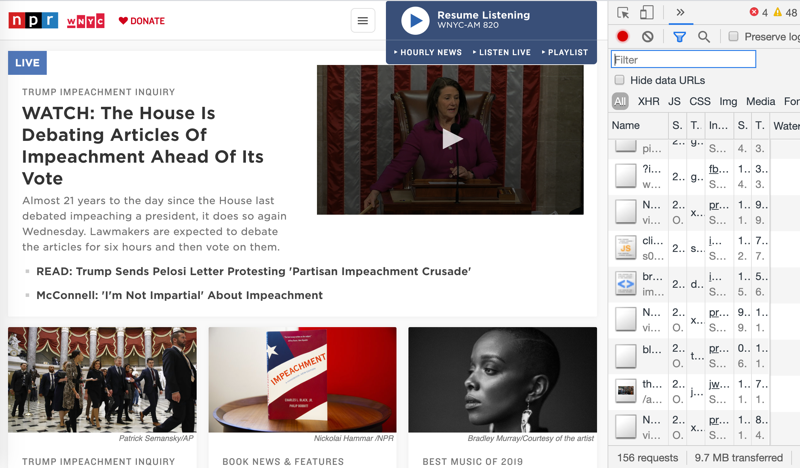 npr wnyc DONATE
Resume Listening
WNYC-AM 820
HOURLY NEWS LISTEN LIVE PLAYLIST
LIVE
TRUMP IMPEACHMENT INQUIRY
WATCH: The House Is
Debating Articles Of
Impeachment Ahead Of Its
Vote
Almost 21 years to the day since the House last
debated impeaching a president, it does so again
Wednesday. Lawmakers are expected to debate
the articles for six hours and then vote on them.
READ: Trump Sends Pelosi Letter Protesting 'Partisan Impeachment Crusade'
McConnell: 'I'm Not Impartial' About Impeachment
IMPEACHMENT
Patrick Semansky/AP
Nickolai Hammar /NPR
Bradley Murray/Courtesy of the artist
TRUMP IMPEACHMENT INQUIRY
BOOK NEWS & FEATURES
BEST MUSIC OF 2019
» 4 48
Preserve log
Filter
Hide data URLs
All XHR JS CSS Img Media For
Name S.. T.. In... S.. T.. Water
pi... S... 4. 3.
?i... 2.. g.. fb... 1.. 3..
w... S... 4. 3.
N... 2.. x.. pr... 1.. 9..
vi... O. S... 9. 9.
cli... 2.. s.. j... 1.. 7..
s0... S... 2. 7.
br... 2.. d.. j... 1.. 5..
im... S... 5. 6.
N... 2.. x.. pr... 9.. 1..
vi... O. S... 9. 1.
bl... 2.. t... pr... 0.. 1..
O. S... 6. 1.
th... 2.. j... jw... 1.. 7..
/a... O. S... 1. 1.
N... 2.. x.. pr... 1.. 8..
vi... O. S... 1. 4.
156 requests 9.7 MB transferred